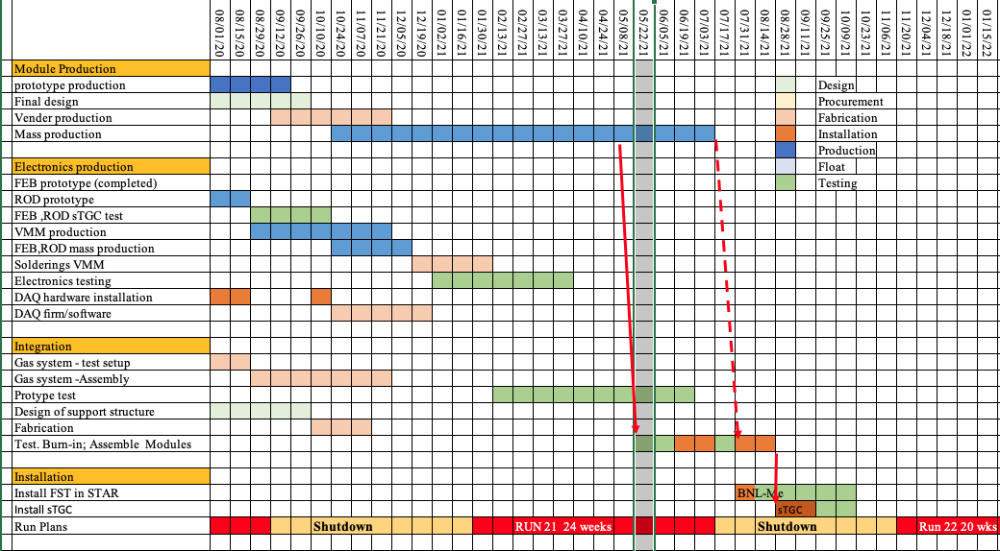 08/01/20
08/15/20
08/29/20
09/12/20
09/26/20
10/10/20
10/24/20
11/07/20
11/21/20
12/05/20
12/19/20
01/02/21
01/16/21
01/30/21
02/13/21
02/27/21
03/13/21
03/27/21
04/10/21
04/24/21
05/08/21
05/22/21
06/05/21
06/19/21
07/03/21
07/17/21
07/31/21
08/14/21
08/28/21
09/11/21
09/25/21
10/09/21
10/23/21
11/06/21
11/20/21
12/04/21
12/18/21
01/01/22
01/15/22
Module Production
prototype production
Design
Final design
Procurement
Vender production
Fabrication
Mass production
Installation
Production
Electronics production
Float
FEB prototype (completed)
Testing
ROD prototype
FEB ,ROD sTGC test
VMM production
FEB,ROD mass production
Solderings VMM
Electronics testing
DAQ hardware installation
DAQ firm/software
Integration
Gas system - test setup
Gas system -Assembly
Protype test
Design of support structure
Fabrication
Test. Burn-in; Assemble Modules
Installation
Install FST in STAR
BNL-Me
Install sTGC
sTGC
Run Plans
Shutdown
RUN 21 24 weeks
Shutdown
Run 22 20 wks